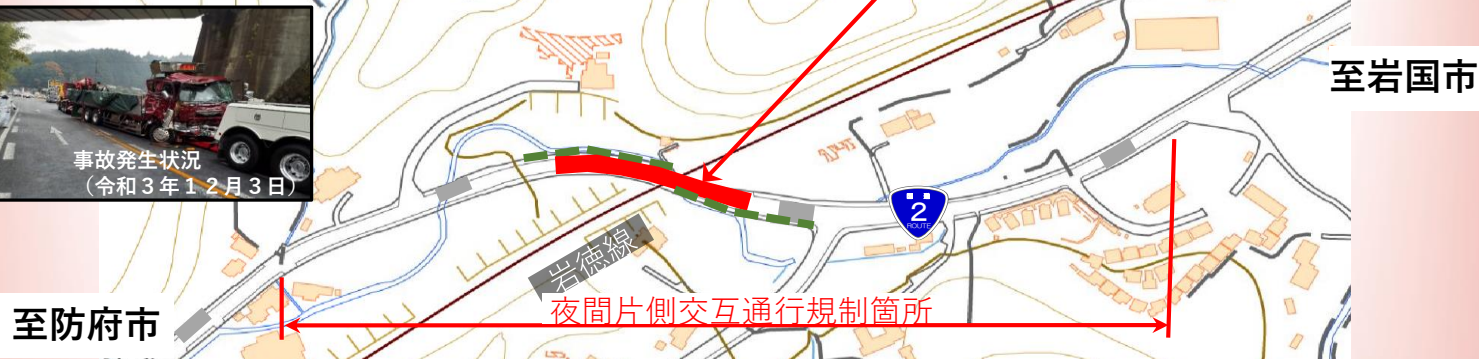 事故発生状況
（令和３年１２月３日）
至岩国市
2
ROUTE
岩徳線
夜間片側交互通行規制箇所
至防府市